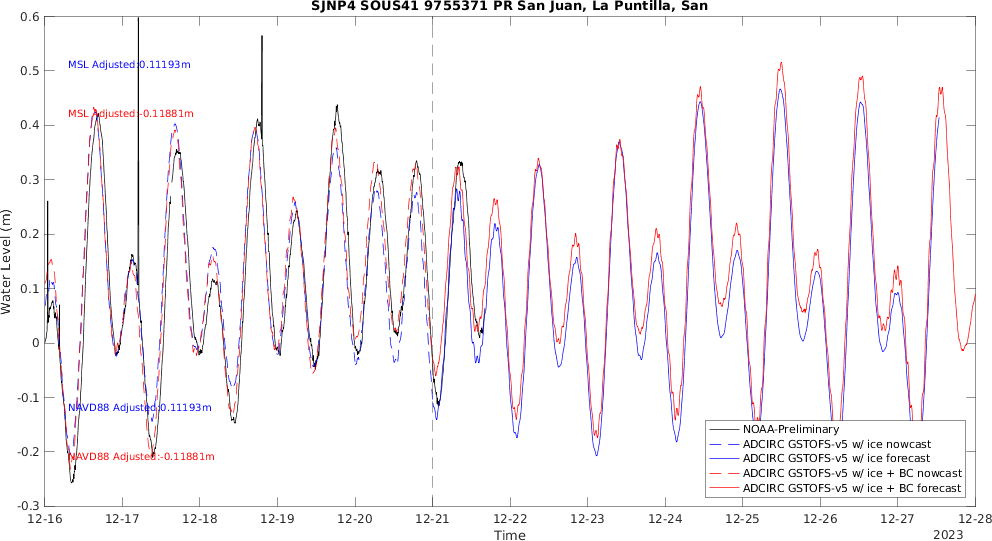 SJNP4 SOUS41 9755371 PR San Juan, La Puntilla, San
0.6
0.5
0.4
0.3
0.2
0.1
0
-0.1
-0.2
-0.3
Water Level (m)
MSL Adjusted:0.11193m
MSL Adjusted:-0.11881m
NAVD88 Adjusted:0.11193m
NAVD88 Adjusted:-0.11881m
NOAA-Preliminary
ADCIRC GSTOFS-v5 w/ ice nowcast
ADCIRC GSTOFS-v5 w/ ice forecast
ADCIRC GSTOFS-v5 w/ ice + BC nowcast
ADCIRC GSTOFS-v5 w/ ice + BC forecast
12-16 12-17 12-18 12-19 12-20 12-21 12-22 12-23 12-24 12-25 12-26 12-27 12-28
Time
2023